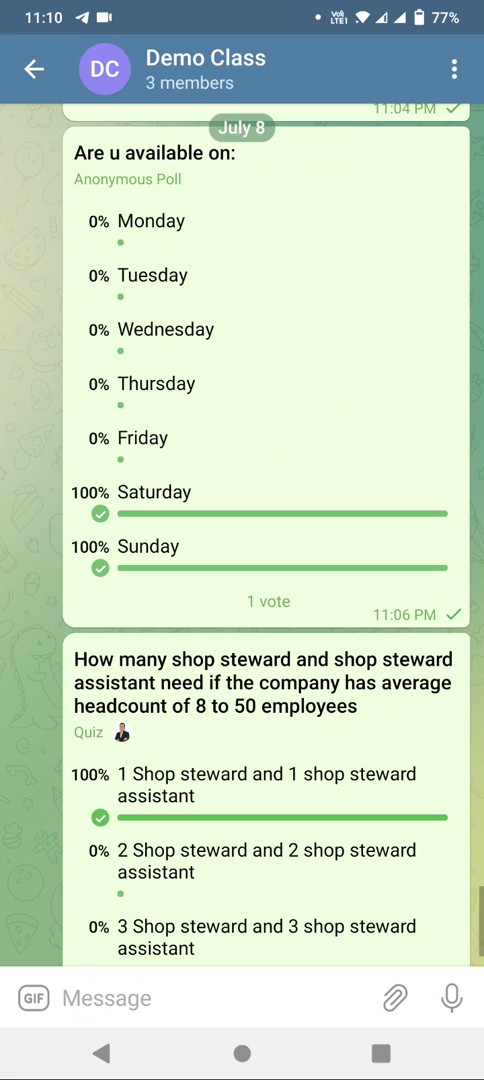 11:10
Vo)
LTE1
77%
DC
Demo Class
3 members
11:04 PM
July 8
Are u available on:
Anonymous Poll
0% Monday
0% Tuesday
0% Wednesday
0% Thursday
0% Friday
100% Saturday
100% Sunday
1 vote
11:06 PM
How many shop steward and shop steward
assistant need if the company has average
headcount of 8 to 50 employees
Quiz
100% 1 Shop steward and 1 shop steward
assistant
0% 2 Shop steward and 2 shop steward
assistant
0% 3 Shop steward and 3 shop steward
assistant
GIF Message